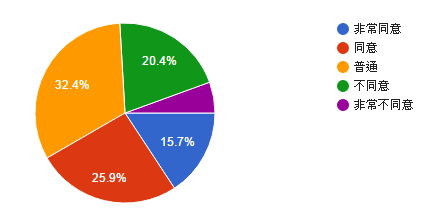 非常同意
同意
普通
不同意
非常不同意
20.4%
32.4%
15.7%
25.9%